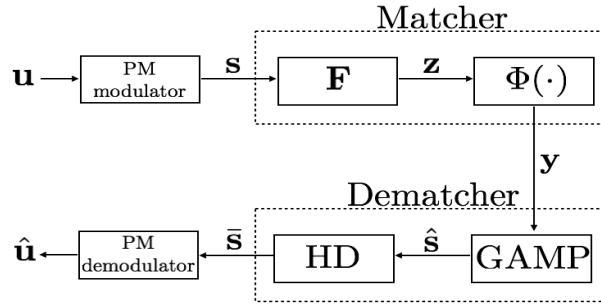 Matcher
u
PM
modulator
s
F
z
Φ(·)
y
Dematcher
û
PM
demodulator
s̄
HD
ŝ
GAMP